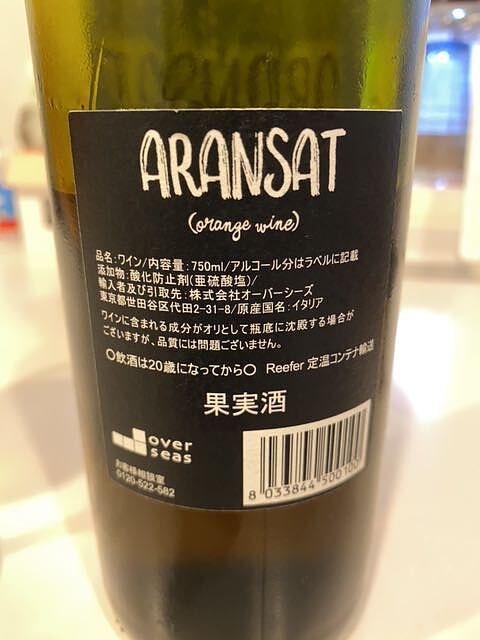 ARANSAT
(orange wine)
品名:ワイン/内容量:750ml/アルコール分はラベルに記載
添加物:酸化防止剤(亜硫酸塩)/
輸入者及び引取先:株式会社オーバーシーズ
東京都世田谷区代田2-31-8/原産国名:イタリア
ワインに含まれる成分がオリとして瓶底に沈殿する場合が
ございますが、品質には問題ございません。
○飲酒は20歳になってから○ Reefer 定温コンテナ輸送
果実酒
over
seas
お客様相談室
0120-522-582
8 033844 500100